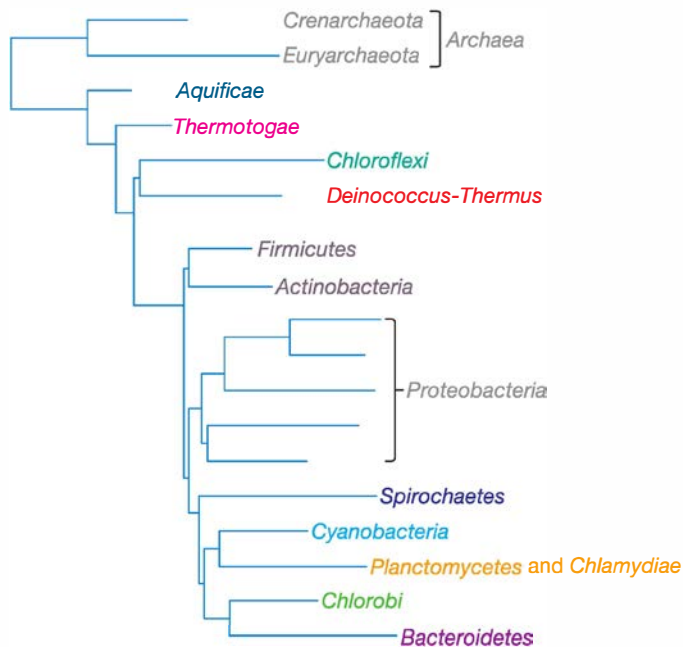 Crenarchaeota
Archaea
Euryarchaeota
Aquificae
Thermotogae
Chloroflexi
Deinococcus-Thermus
Firmicutes
Actinobacteria
Proteobacteria
Spirochaetes
Cyanobacteria
Planctomycetes and Chlamydiae
Chlorobi
Bacteroidetes